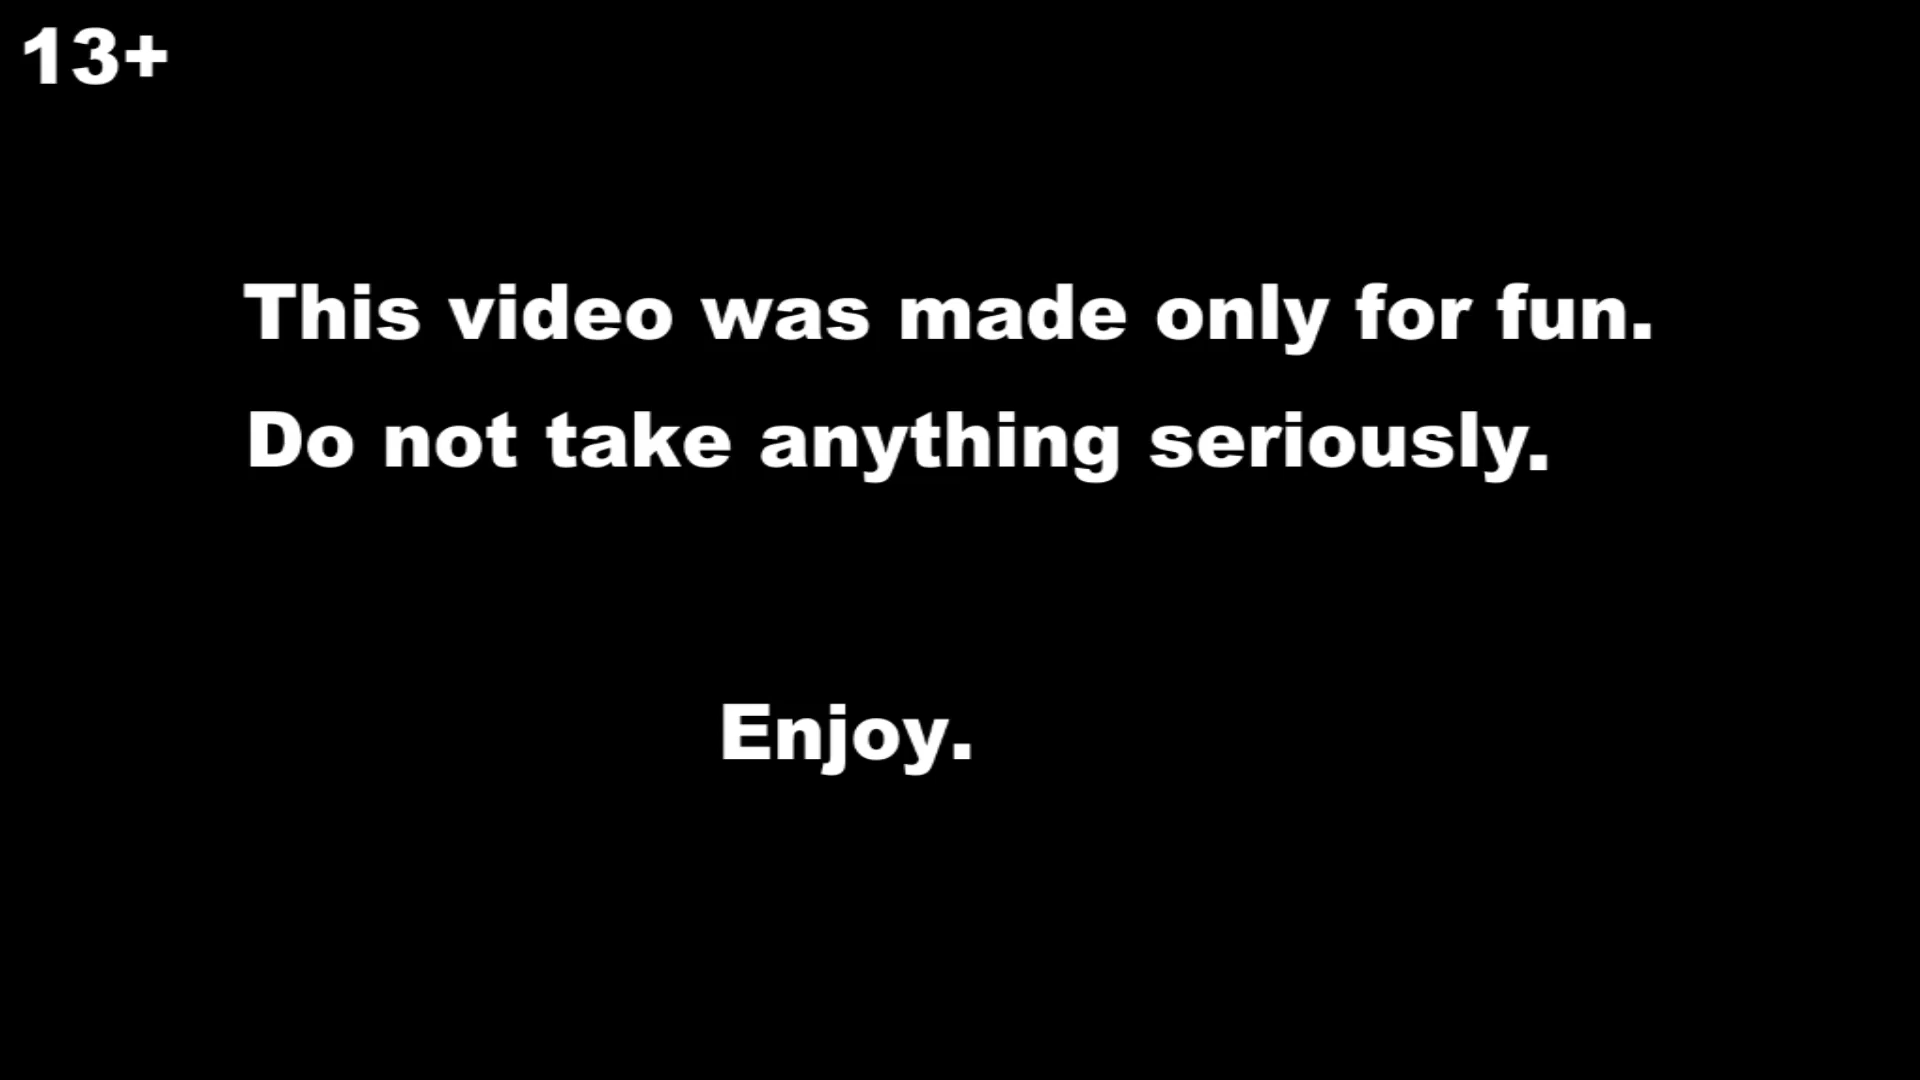 13+
This video was made only for fun.
Do not take anything seriously.
Enjoy.